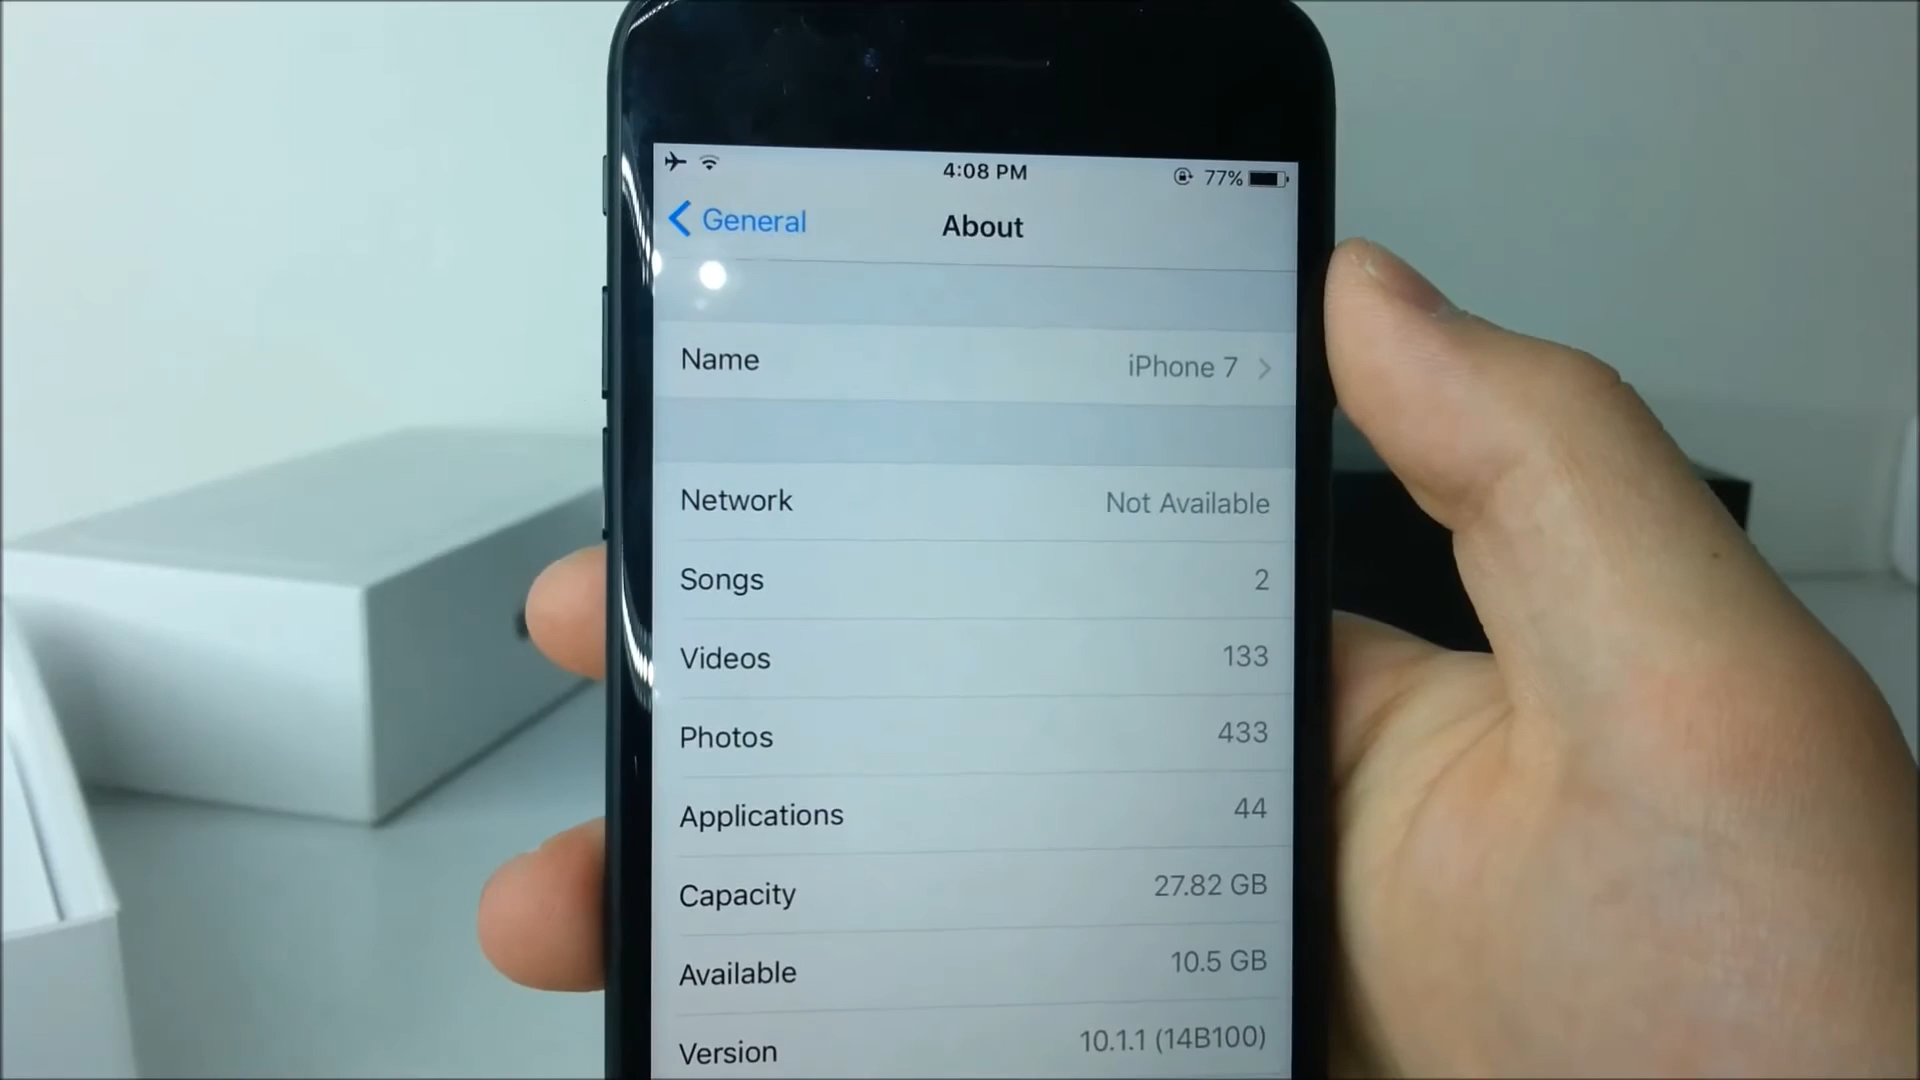 4:08 PM
77%
General
About
Name iPhone 7
Network Not Available
Songs 2
Videos 133
Photos 433
Applications 44
Capacity 27.82 GB
Available 10.5 GB
Version 10.1.1 (14B100)